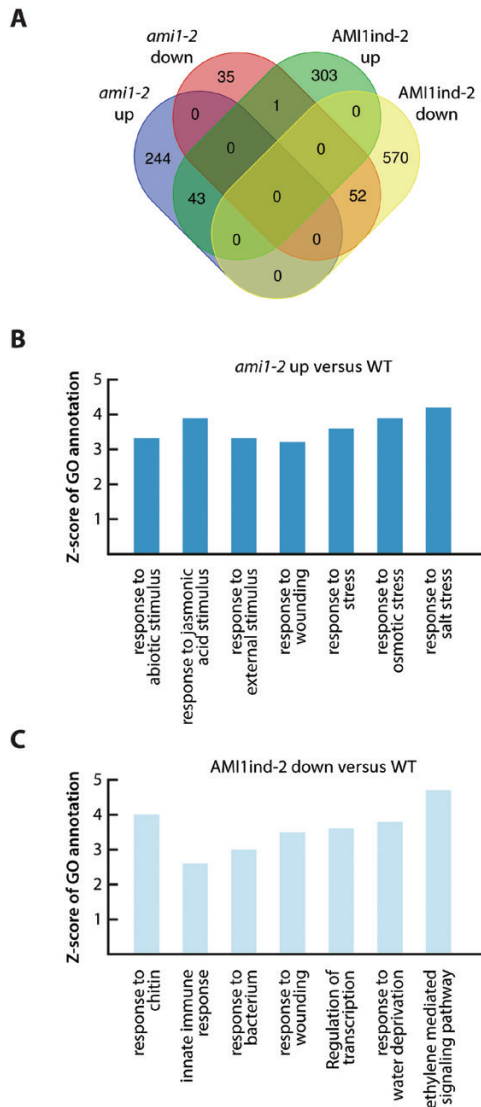 A
ami1-2
down
AMI1ind-2
up
ami1-2
up
AMI1ind-2
down
35
303
0
1
0
244
0
0
570
43
0
52
0
0
0
B
ami1-2 up versus WT
Z-score of GO annotation
5
4
3
2
1
response to
abiotic stimulus
response to jasmonic
acid stimulus
response to
external stimulus
response to
wounding
response to
stress
response to
osmotic stress
response to
salt stress
C
AMI1ind-2 down versus WT
Z-score of GO annotation
5
4
3
2
1
response to
chitin
innate immune
response
response to
bacterium
response to
wounding
Regulation of
transcription
response to
water deprivation
ethylene mediated
signaling pathway